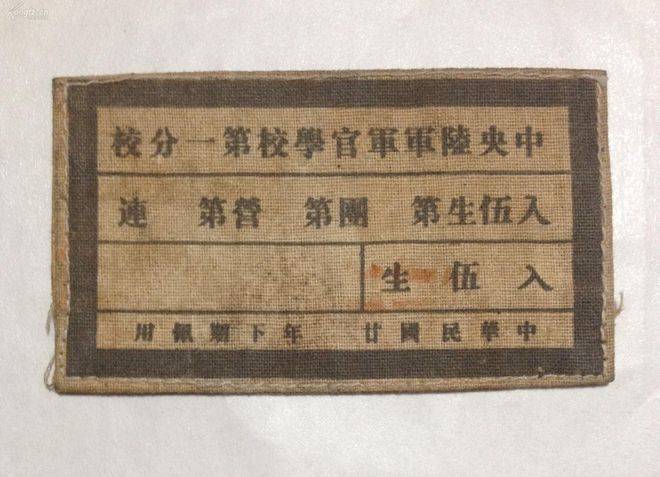 中央陸軍軍官學校第一分校
入伍生第　團第　營第　連
入伍生
中華民國廿　年下期佩用